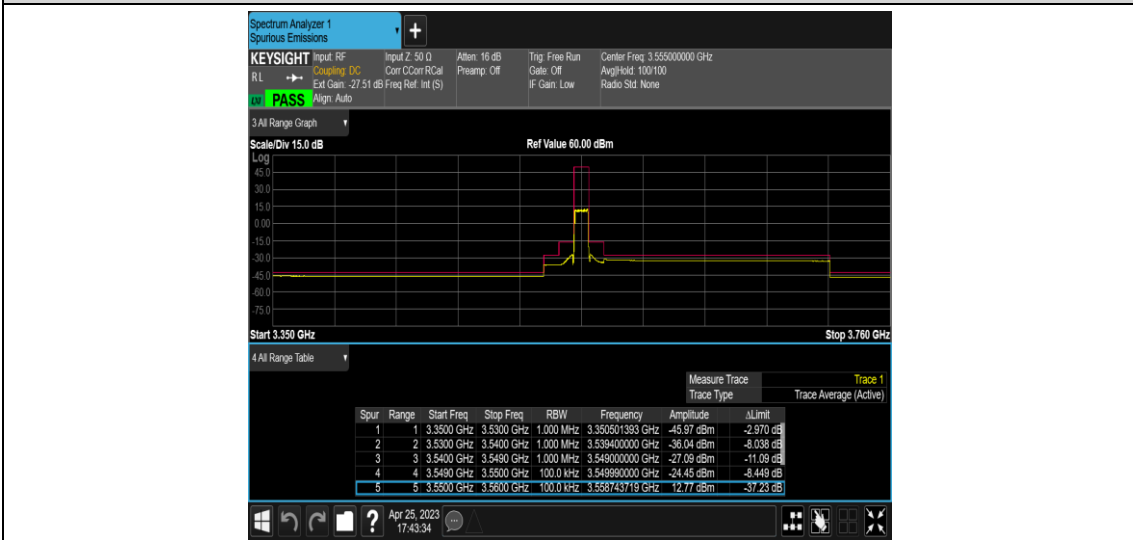 Spectrum Analyzer 1
Spurious Emissions
+
KEYSIGHT Input: RF Input Z: 50 Ω Atten: 16 dB Trig: Free Run Center Freq: 3.555000000 GHz
RL Coupling: DC Corr CCorr RCal Preamp: Off Gate: Off Avg|Hold: 100/100
Ext Gain: -27.51 dB Freq Ref: Int (S) IF Gain: Low Radio Std: None
PASS Align: Auto
3 All Range Graph
Scale/Div 15.0 dB Ref Value 60.00 dBm
Log
45.0
30.0
15.0
0.00
-15.0
-30.0
-45.0
-60.0
-75.0
Start 3.350 GHz Stop 3.760 GHz
4 All Range Table
Measure Trace Trace 1
Trace Type Trace Average (Active)
Spur Range Start Freq Stop Freq RBW Frequency Amplitude ΔLimit
1 1 3.3500 GHz 3.5300 GHz 1.000 MHz 3.350501393 GHz -45.97 dBm -2.970 dB
2 2 3.5300 GHz 3.5400 GHz 1.000 MHz 3.539400000 GHz -36.04 dBm -8.038 dB
3 3 3.5400 GHz 3.5490 GHz 1.000 MHz 3.549000000 GHz -27.09 dBm -11.09 dB
4 4 3.5490 GHz 3.5500 GHz 100.0 kHz 3.549990000 GHz -24.45 dBm -8.449 dB
5 5 3.5500 GHz 3.5600 GHz 100.0 kHz 3.558743719 GHz 12.77 dBm -37.23 dB
? Apr 25, 2023
17:43:34